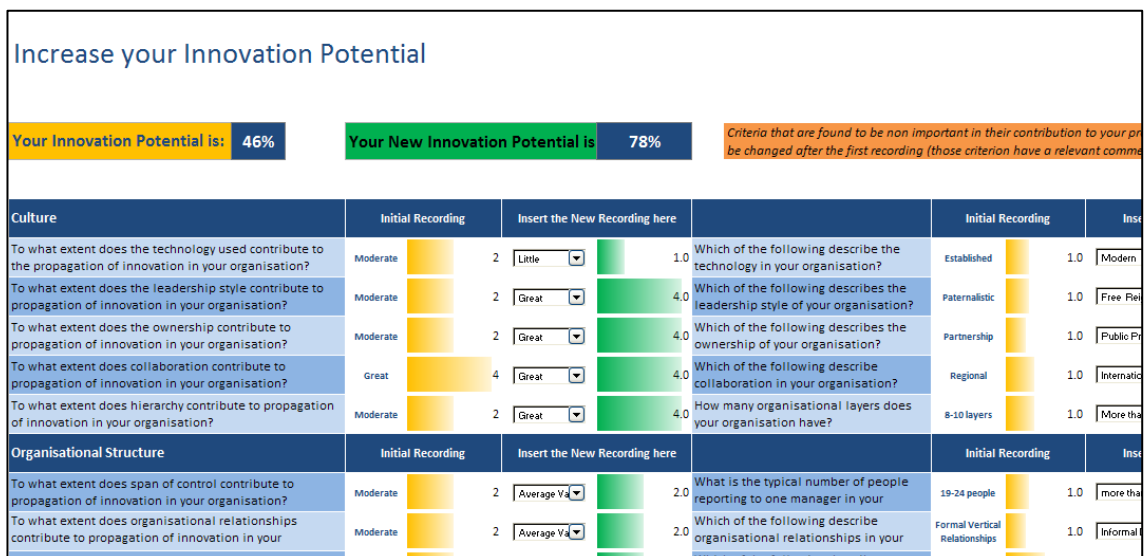 Increase your Innovation Potential
Your Innovation Potential is: 46%
Your New Innovation Potential is 78%
Criteria that are found to be non important in their contribution to your
be changed after the first recording (those criterion have a relevant
Culture Initial Recording Insert the New Recording here Initial Recording
To what extent does the technology used contribute to
the propagation of innovation in your organisation?
Moderate 2 Little 1.0
Which of the following describe the
technology in your organisation?
Established 1.0 Modern
To what extent does the leadership style contribute to
propagation of innovation in your organisation?
Moderate 2 Great 4.0
Which of the following describes the
leadership style of your organisation?
Paternalistic 1.0 Free
To what extent does the ownership contribute to
propagation of innovation in your organisation?
Moderate 2 Great 4.0
Which of the following describes the
ownership of your organisation?
Partnership 1.0 Public
To what extent does collaboration contribute to
propagation of innovation in your organisation?
Great 4 Great 4.0
Which of the following describe
collaboration in your organisation?
Regional 1.0
To what extent does hierarchy contribute to propagation
of innovation in your organisation?
Moderate 2 Great 4.0
How many organisational layers does
your organisation have?
8-10 layers 1.0 More
Organisational Structure Initial Recording Insert the New Recording here Initial Recording
To what extent does span of control contribute to
propagation of innovation in your organisation?
Moderate 2 Average Va 2.0
What is the typical number of people
reporting to one manager in your
19-24 people 1.0 more
To what extent does organisational relationships
contribute to propagation of innovation in your
Moderate 2 Average Va 2.0
Which of the following describe
organisational relationships in your
Formal Vertical
Relationships
1.0 Informal